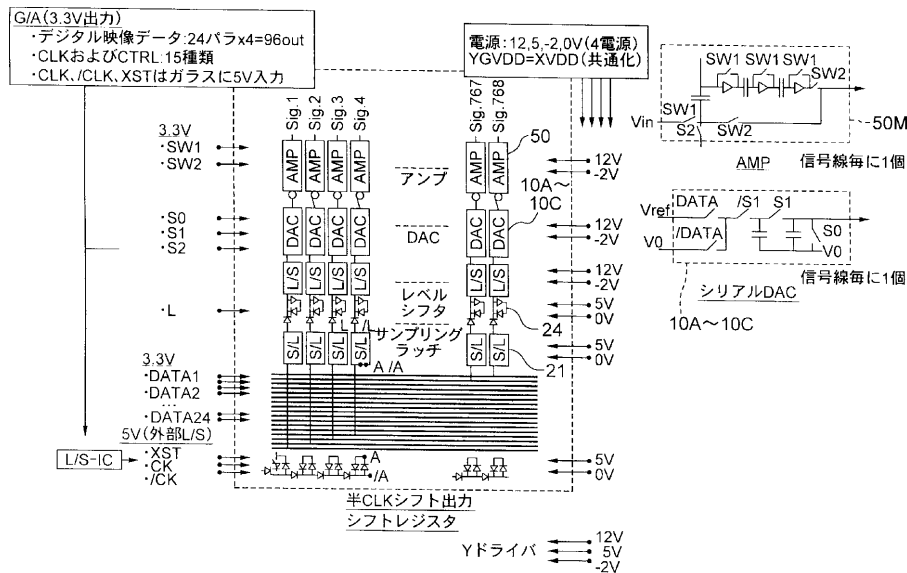 G/A(3.3V出力)
・デジタル映像データ:24パラx4=96out
・CLKおよびCTRL:15種類
・CLK、/CLK、XSTはガラスに5V入力
電源:12,5,-2,0V(4電源)
YGVDD=XVDD(共通化)
Sig.1
Sig.2
Sig.3
Sig.4
Sig.767
Sig.768
3.3V
・SW1
・SW2
AMP
AMP
AMP
AMP
アンプ
AMP
AMP
50
12V
-2V
・S0
・S1
・S2
DAC
DAC
DAC
DAC
DAC
DAC
DAC
10A～
10C
12V
-2V
L/S
L/S
L/S
L/S
レベル
シフタ
L/S
L/S
12V
-2V
・L
L
/L
24
5V
0V
S/L
S/L
S/L
S/L
サンプリング
ラッチ
S/L
S/L
21
5V
0V
A /A
3.3V
・DATA1
・DATA2
…
・DATA24
5V(外部L/S)
L/S-IC
・XST
・CK
・/CK
A
/A
5V
0V
半CLKシフト出力
シフトレジスタ
Yドライバ
12V
5V
-2V
SW1
SW1
SW1
SW2
SW1
Vin
S2
SW2
50M
AMP
信号線毎に1個
Vref
DATA
/S1
S1
/DATA
V0
S0
V0
信号線毎に1個
シリアルDAC
10A～10C